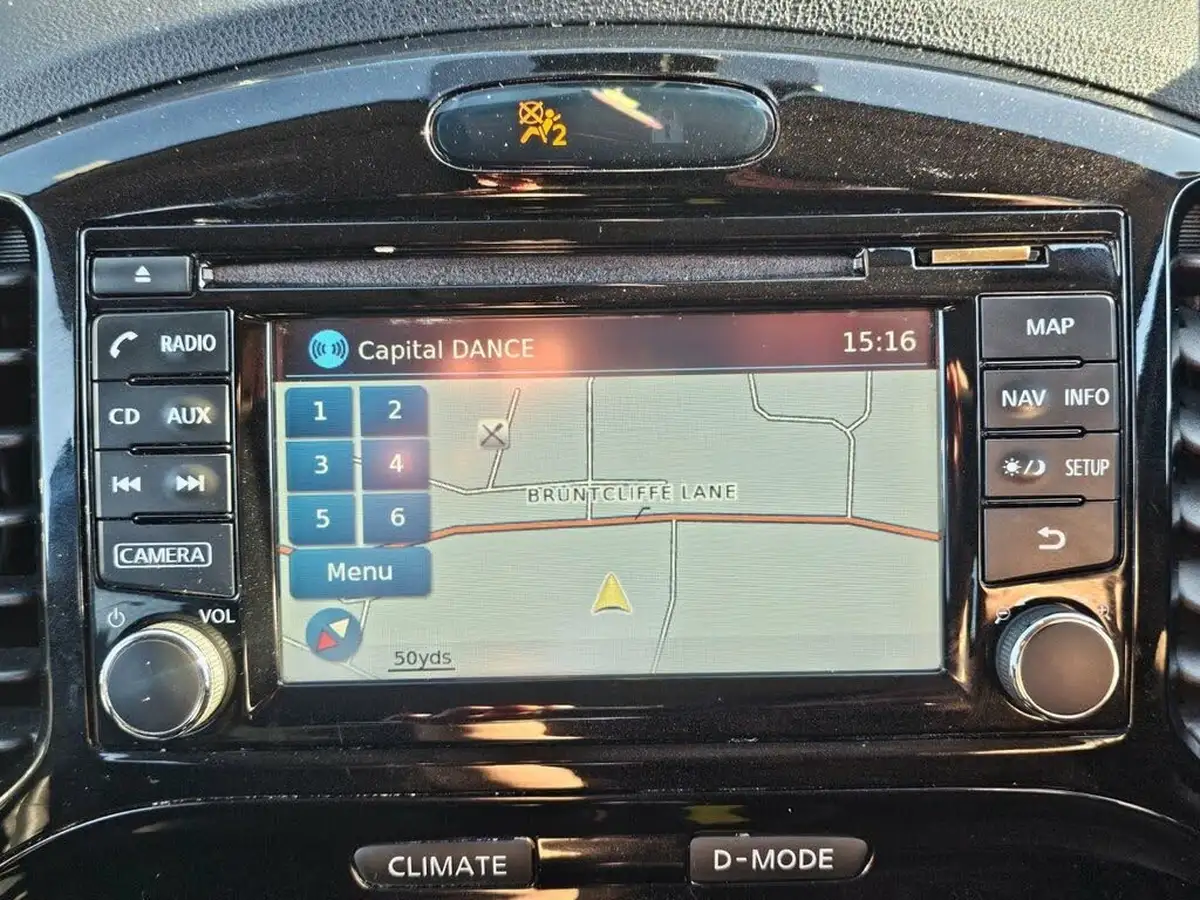 2
Capital DANCE
15:16
RADIO
CD AUX
CAMERA
VOL
1 2
3 4
5 6
Menu
BRUNTCLIFFE LANE
50yds
MAP
NAV INFO
SETUP
CLIMATE
D-MODE